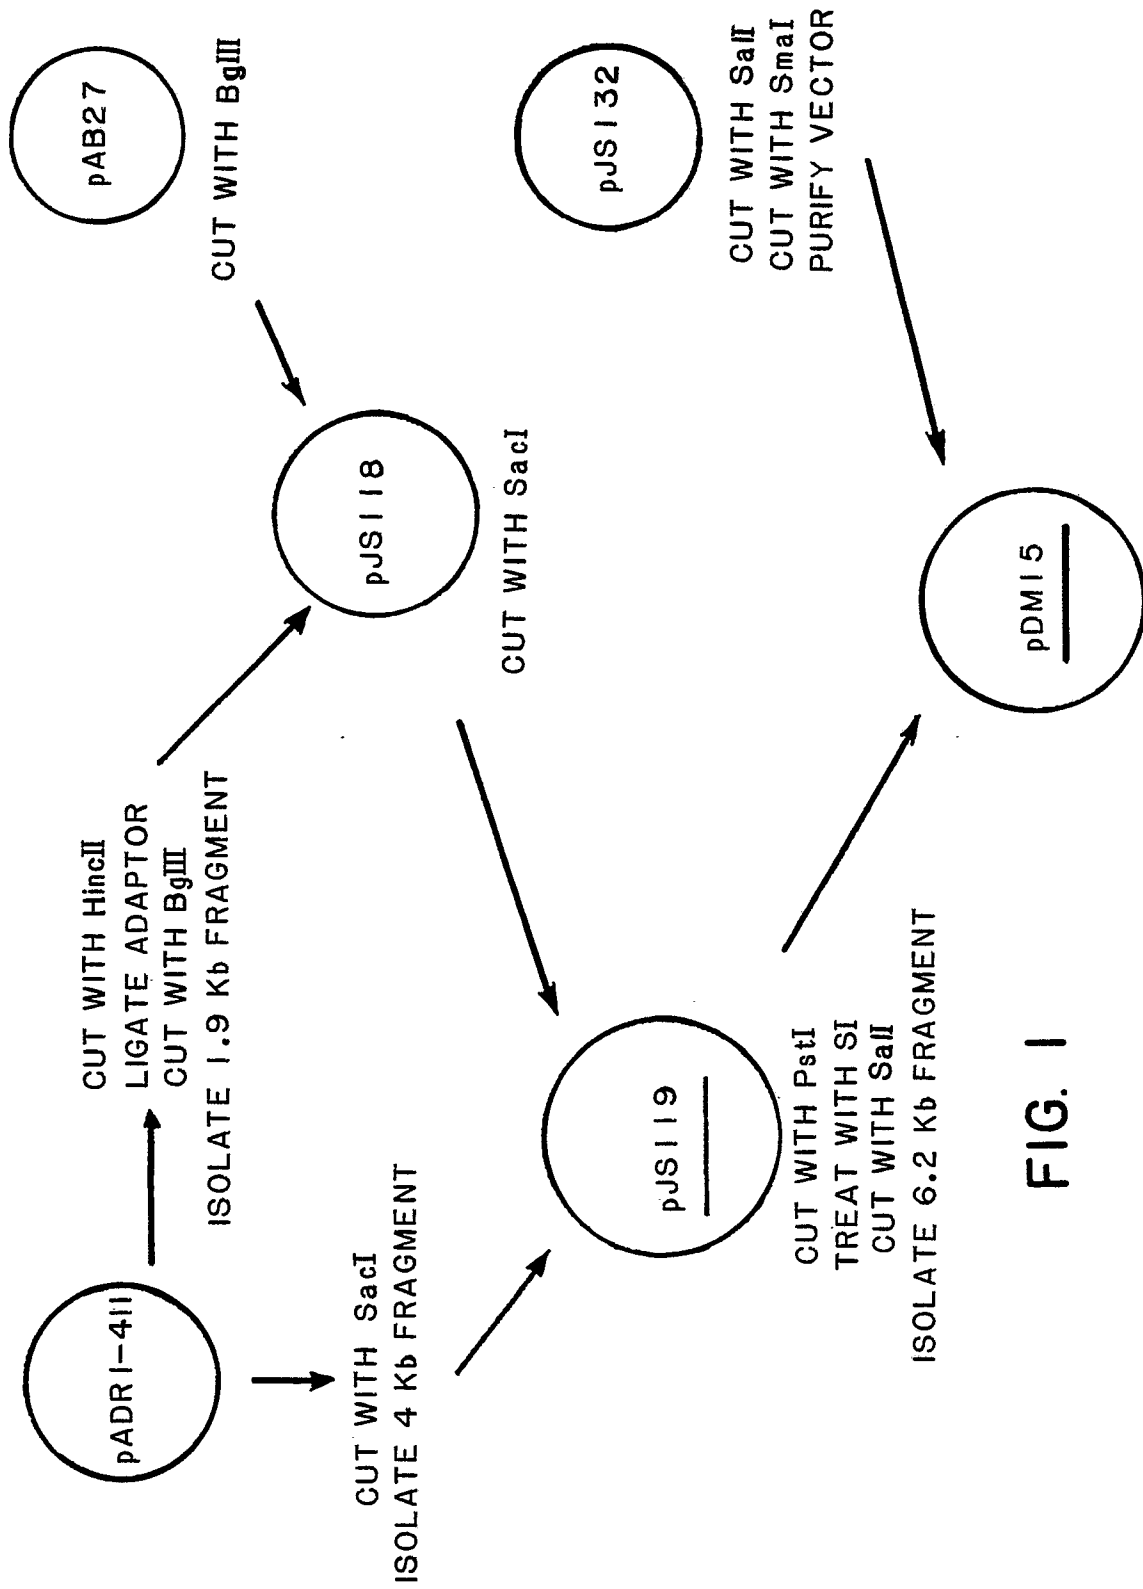 pADR1-411
CUT WITH HincII
LIGATE ADAPTOR
CUT WITH BglII
ISOLATE 1.9 Kb FRAGMENT
pAB27
CUT WITH BglII
CUT WITH SacI
ISOLATE 4 Kb FRAGMENT
pJS118
CUT WITH SacI
pJS119
CUT WITH PstI
TREAT WITH S1
CUT WITH SalI
ISOLATE 6.2 Kb FRAGMENT
pJS132
CUT WITH SalI
CUT WITH SmaI
PURIFY VECTOR
pDM15
FIG. 1